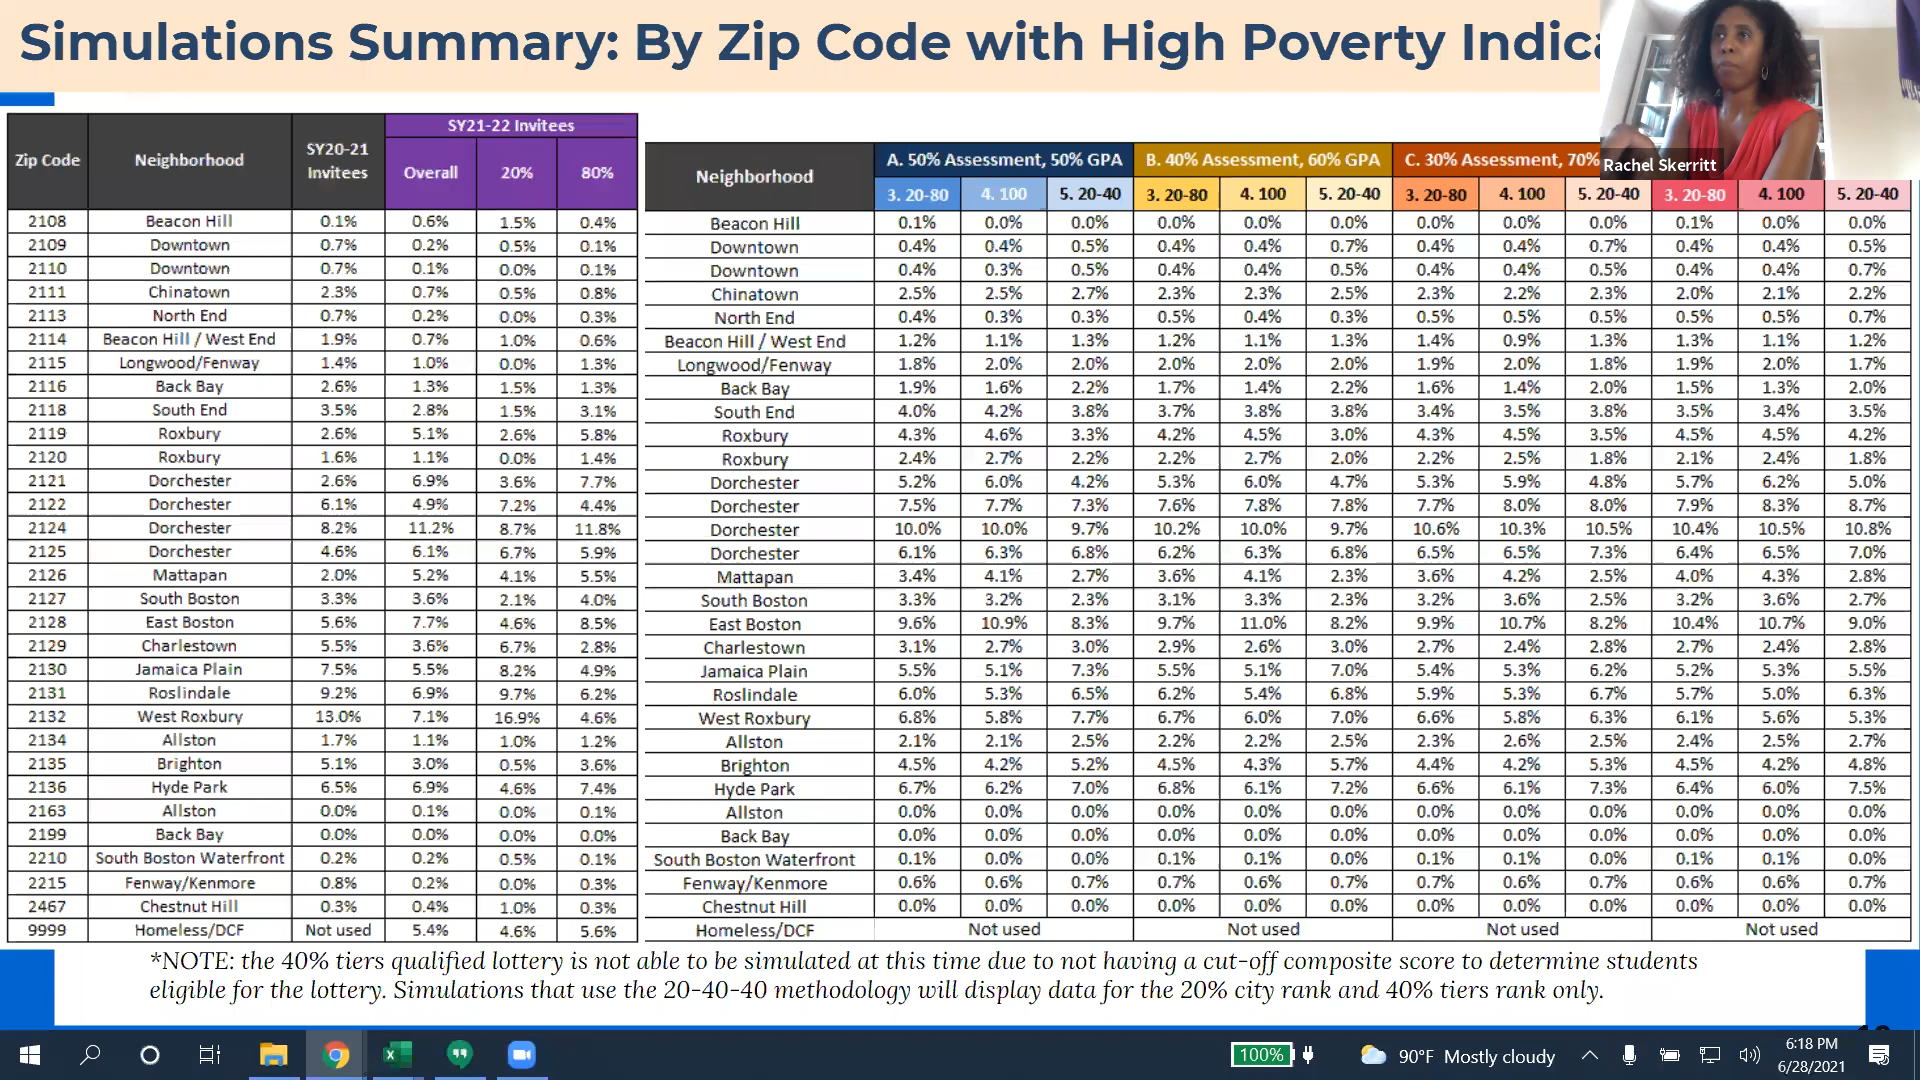 Simulations Summary: By Zip Code with High Poverty Indica
Rachel Skerritt
SY21-22 Invitees
Zip Code Neighborhood SY20-21 Invitees Overall 20% 80%
2108 Beacon Hill 0.1% 0.6% 1.5% 0.4%
2109 Downtown 0.7% 0.2% 0.5% 0.1%
2110 Downtown 0.7% 0.1% 0.0% 0.1%
2111 Chinatown 2.3% 0.7% 0.5% 0.8%
2113 North End 0.7% 0.2% 0.0% 0.3%
2114 Beacon Hill / West End 1.9% 0.7% 1.0% 0.6%
2115 Longwood/Fenway 1.4% 1.0% 0.0% 1.3%
2116 Back Bay 2.6% 1.3% 1.5% 1.3%
2118 South End 3.5% 2.8% 1.5% 3.1%
2119 Roxbury 2.6% 5.1% 2.6% 5.8%
2120 Roxbury 1.6% 1.1% 0.0% 1.4%
2121 Dorchester 2.6% 6.9% 3.6% 7.7%
2122 Dorchester 6.1% 4.9% 7.2% 4.4%
2124 Dorchester 8.2% 11.2% 8.7% 11.8%
2125 Dorchester 4.6% 6.1% 6.7% 5.9%
2126 Mattapan 2.0% 5.2% 4.1% 5.5%
2127 South Boston 3.3% 3.6% 2.1% 4.0%
2128 East Boston 5.6% 7.7% 4.6% 8.5%
2129 Charlestown 5.5% 3.6% 6.7% 2.8%
2130 Jamaica Plain 7.5% 5.5% 8.2% 4.9%
2131 Roslindale 9.2% 6.9% 9.7% 6.2%
2132 West Roxbury 13.0% 7.1% 16.9% 4.6%
2134 Allston 1.7% 1.1% 1.0% 1.2%
2135 Brighton 5.1% 3.0% 0.5% 3.6%
2136 Hyde Park 6.5% 6.9% 4.6% 7.4%
2163 Allston 0.0% 0.1% 0.0% 0.1%
2199 Back Bay 0.0% 0.0% 0.0% 0.0%
2210 South Boston Waterfront 0.2% 0.2% 0.5% 0.1%
2215 Fenway/Kenmore 0.8% 0.2% 0.0% 0.3%
2467 Chestnut Hill 0.3% 0.4% 1.0% 0.3%
9999 Homeless/DCF Not used 5.4% 4.6% 5.6%
Neighborhood A. 50% Assessment, 50% GPA B. 40% Assessment, 60% GPA C. 30% Assessment, 70%
3. 20-80 4. 100 5. 20-40 3. 20-80 4. 100 5. 20-40 3. 20-80 4. 100 5. 20-40 3. 20-80 4. 100 5. 20-40
Beacon Hill 0.1% 0.0% 0.0% 0.0% 0.0% 0.0% 0.0% 0.0% 0.0% 0.1% 0.0% 0.0%
Downtown 0.4% 0.4% 0.5% 0.4% 0.4% 0.7% 0.4% 0.4% 0.7% 0.4% 0.4% 0.5%
Downtown 0.4% 0.3% 0.5% 0.4% 0.4% 0.5% 0.4% 0.4% 0.5% 0.4% 0.4% 0.7%
Chinatown 2.5% 2.5% 2.7% 2.3% 2.3% 2.5% 2.3% 2.2% 2.3% 2.0% 2.1% 2.2%
North End 0.4% 0.3% 0.3% 0.5% 0.4% 0.3% 0.5% 0.5% 0.5% 0.5% 0.5% 0.7%
Beacon Hill / West End 1.2% 1.1% 1.3% 1.2% 1.1% 1.3% 1.4% 0.9% 1.3% 1.3% 1.1% 1.2%
Longwood/Fenway 1.8% 2.0% 2.0% 2.0% 2.0% 2.0% 1.9% 2.0% 1.8% 1.9% 2.0% 1.7%
Back Bay 1.9% 1.6% 2.2% 1.7% 1.4% 2.2% 1.6% 1.4% 2.0% 1.5% 1.3% 2.0%
South End 4.0% 4.2% 3.8% 3.7% 3.8% 3.8% 3.4% 3.5% 3.8% 3.5% 3.4% 3.5%
Roxbury 4.3% 4.6% 3.3% 4.2% 4.5% 3.0% 4.3% 4.5% 3.5% 4.5% 4.5% 4.2%
Roxbury 2.4% 2.7% 2.2% 2.2% 2.7% 2.0% 2.2% 2.5% 1.8% 2.1% 2.4% 1.8%
Dorchester 5.2% 6.0% 4.2% 5.3% 6.0% 4.7% 5.3% 5.9% 4.8% 5.7% 6.2% 5.0%
Dorchester 7.5% 7.7% 7.3% 7.6% 7.8% 7.8% 7.7% 8.0% 8.0% 7.9% 8.3% 8.7%
Dorchester 10.0% 10.0% 9.7% 10.2% 10.0% 9.7% 10.6% 10.3% 10.5% 10.4% 10.5% 10.8%
Dorchester 6.1% 6.3% 6.8% 6.2% 6.3% 6.8% 6.5% 6.5% 7.3% 6.4% 6.5% 7.0%
Mattapan 3.4% 4.1% 2.7% 3.6% 4.1% 2.3% 3.6% 4.2% 2.5% 4.0% 4.3% 2.8%
South Boston 3.3% 3.2% 2.3% 3.1% 3.3% 2.3% 3.2% 3.6% 2.5% 3.2% 3.6% 2.7%
East Boston 9.6% 10.9% 8.3% 9.7% 11.0% 8.2% 9.9% 10.7% 8.2% 10.4% 10.7% 9.0%
Charlestown 3.1% 2.7% 3.0% 2.9% 2.6% 3.0% 2.7% 2.4% 2.8% 2.7% 2.4% 2.8%
Jamaica Plain 5.5% 5.1% 7.3% 5.5% 5.1% 7.0% 5.4% 5.3% 6.2% 5.2% 5.3% 5.5%
Roslindale 6.0% 5.3% 6.5% 6.2% 5.4% 6.8% 5.9% 5.3% 6.7% 5.7% 5.0% 6.3%
West Roxbury 6.8% 5.8% 7.7% 6.7% 6.0% 7.0% 6.6% 5.8% 6.3% 6.1% 5.6% 5.3%
Allston 2.1% 2.1% 2.5% 2.2% 2.2% 2.5% 2.3% 2.6% 2.5% 2.4% 2.5% 2.7%
Brighton 4.5% 4.2% 5.2% 4.5% 4.3% 5.7% 4.4% 4.2% 5.3% 4.5% 4.2% 4.8%
Hyde Park 6.7% 6.2% 7.0% 6.8% 6.1% 7.2% 6.6% 6.1% 7.3% 6.4% 6.0% 7.5%
Allston 0.0% 0.0% 0.0% 0.0% 0.0% 0.0% 0.0% 0.0% 0.0% 0.0% 0.0% 0.0%
Back Bay 0.0% 0.0% 0.0% 0.0% 0.0% 0.0% 0.0% 0.0% 0.0% 0.0% 0.0% 0.0%
South Boston Waterfront 0.1% 0.0% 0.0% 0.1% 0.1% 0.0% 0.1% 0.1% 0.0% 0.1% 0.1% 0.0%
Fenway/Kenmore 0.6% 0.6% 0.7% 0.7% 0.6% 0.7% 0.7% 0.6% 0.7% 0.6% 0.6% 0.7%
Chestnut Hill 0.0% 0.0% 0.0% 0.0% 0.0% 0.0% 0.0% 0.0% 0.0% 0.0% 0.0% 0.0%
Homeless/DCF Not used Not used Not used Not used
*NOTE: the 40% tiers qualified lottery is not able to be simulated at this time due to not having a cut-off composite score to determine students
eligible for the lottery. Simulations that use the 20-40-40 methodology will display data for the 20% city rank and 40% tiers rank only.
100% 90°F Mostly cloudy 6:18 PM
6/28/2021